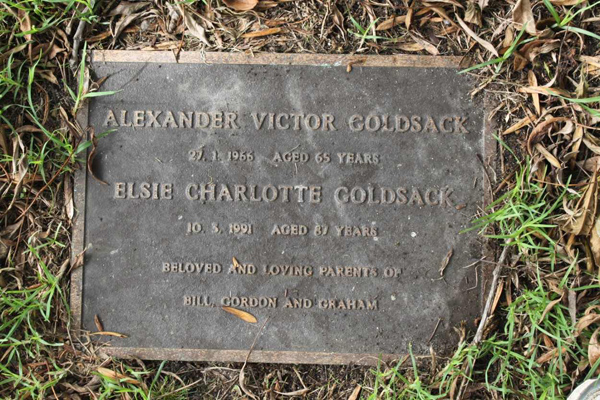 ALEXANDER VICTOR GOLDSACK
27. 1. 1966 AGED 65 YEARS
ELSIE CHARLOTTE GOLDSACK
10. 3. 1991 AGED 87 YEARS
BELOVED AND LOVING PARENTS OF
BILL, GORDON AND GRAHAM